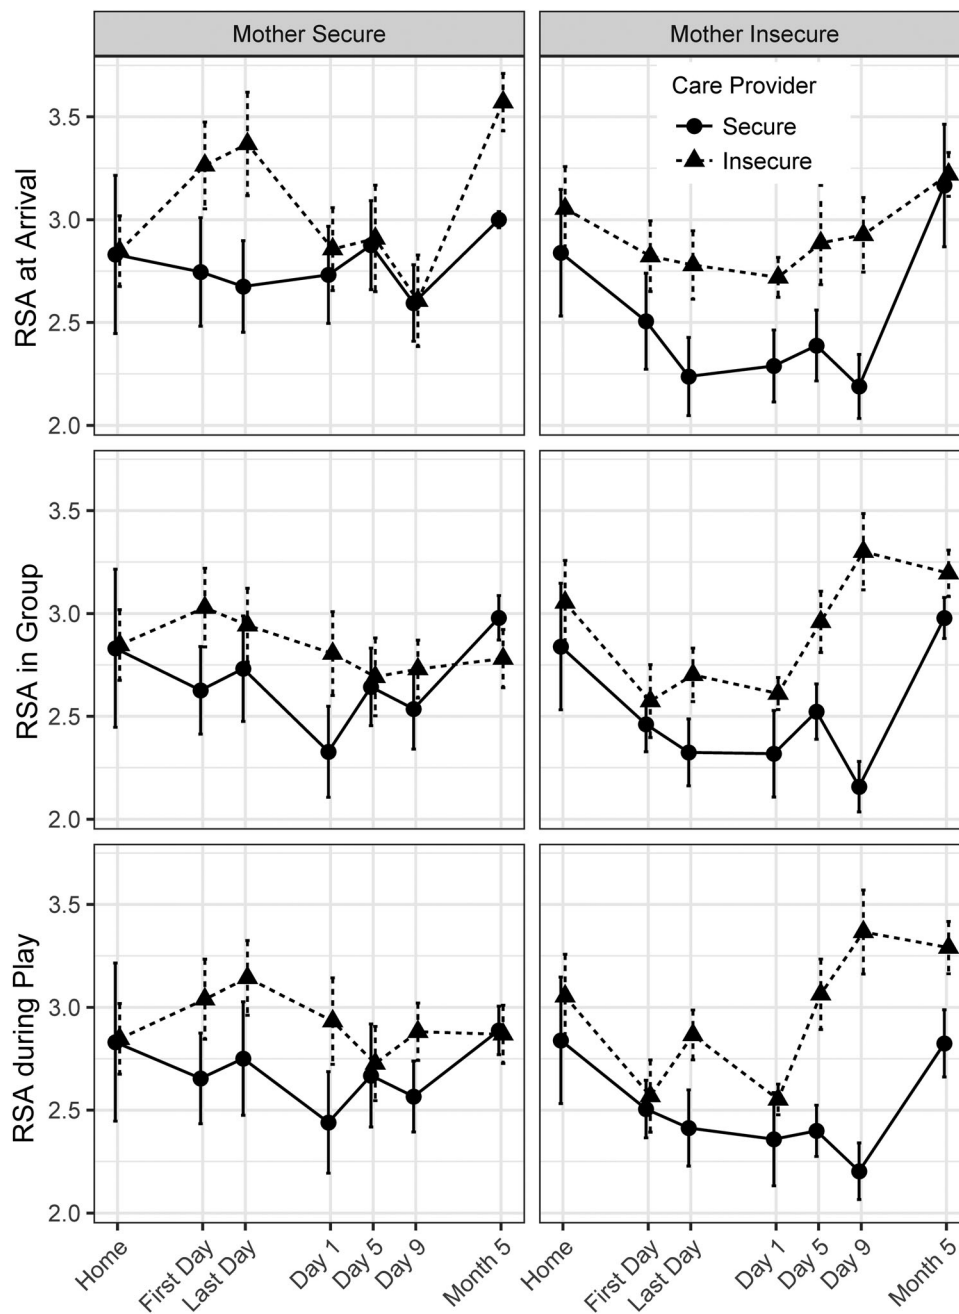 Mother Secure
Mother Insecure
Care Provider
Secure
Insecure
RSA at Arrival
3.5
3.0
2.5
2.0
RSA in Group
3.5
3.0
2.5
2.0
RSA during Play
3.5
3.0
2.5
2.0
Home
First Day
Last Day
Day 1
Day 5
Day 9
Month 5
Home
First Day
Last Day
Day 1
Day 5
Day 9
Month 5